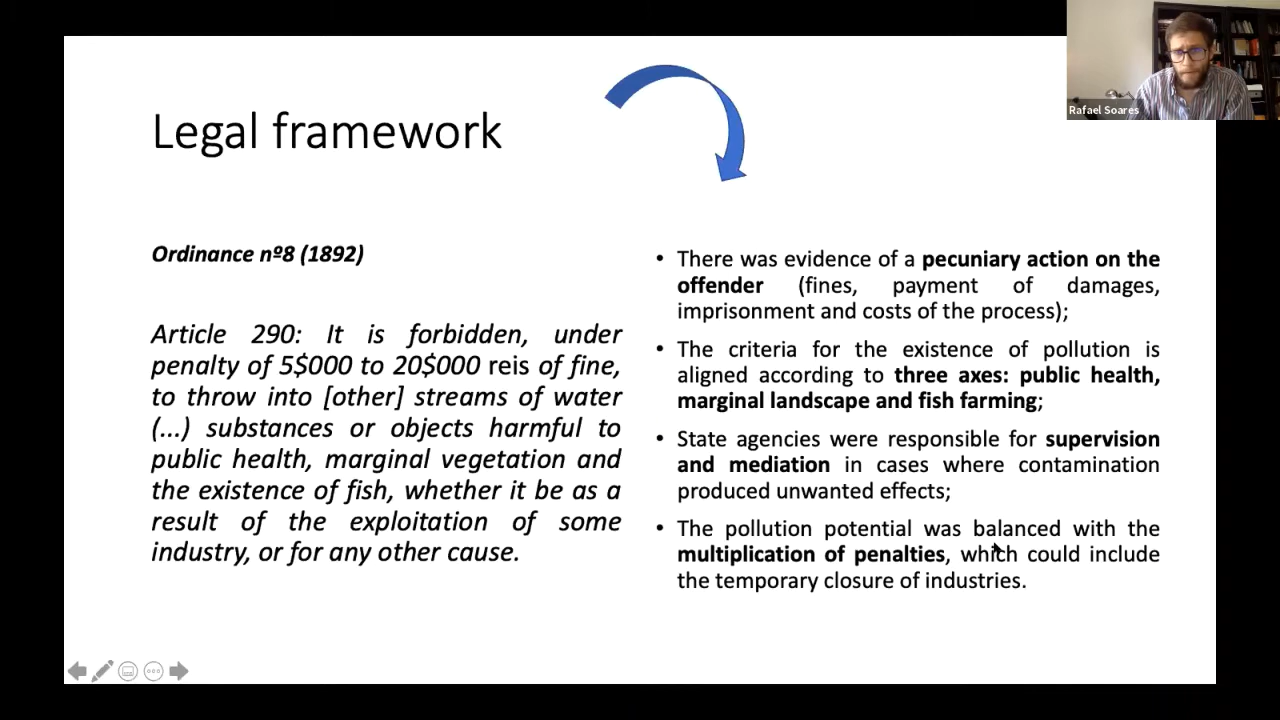 Rafael Soares
Legal framework
Ordinance nº8 (1892)
Article 290: It is forbidden, under
penalty of 5$000 to 20$000 reis of fine,
to throw into [other] streams of water
(...) substances or objects harmful to
public health, marginal vegetation and
the existence of fish, whether it be as a
result of the exploitation of some
industry, or for any other cause.
• There was evidence of a pecuniary action on the
offender (fines, payment of damages,
imprisonment and costs of the process);
• The criteria for the existence of pollution is
aligned according to three axes: public health,
marginal landscape and fish farming;
• State agencies were responsible for supervision
and mediation in cases where contamination
produced unwanted effects;
• The pollution potential was balanced with the
multiplication of penalties, which could include
the temporary closure of industries.